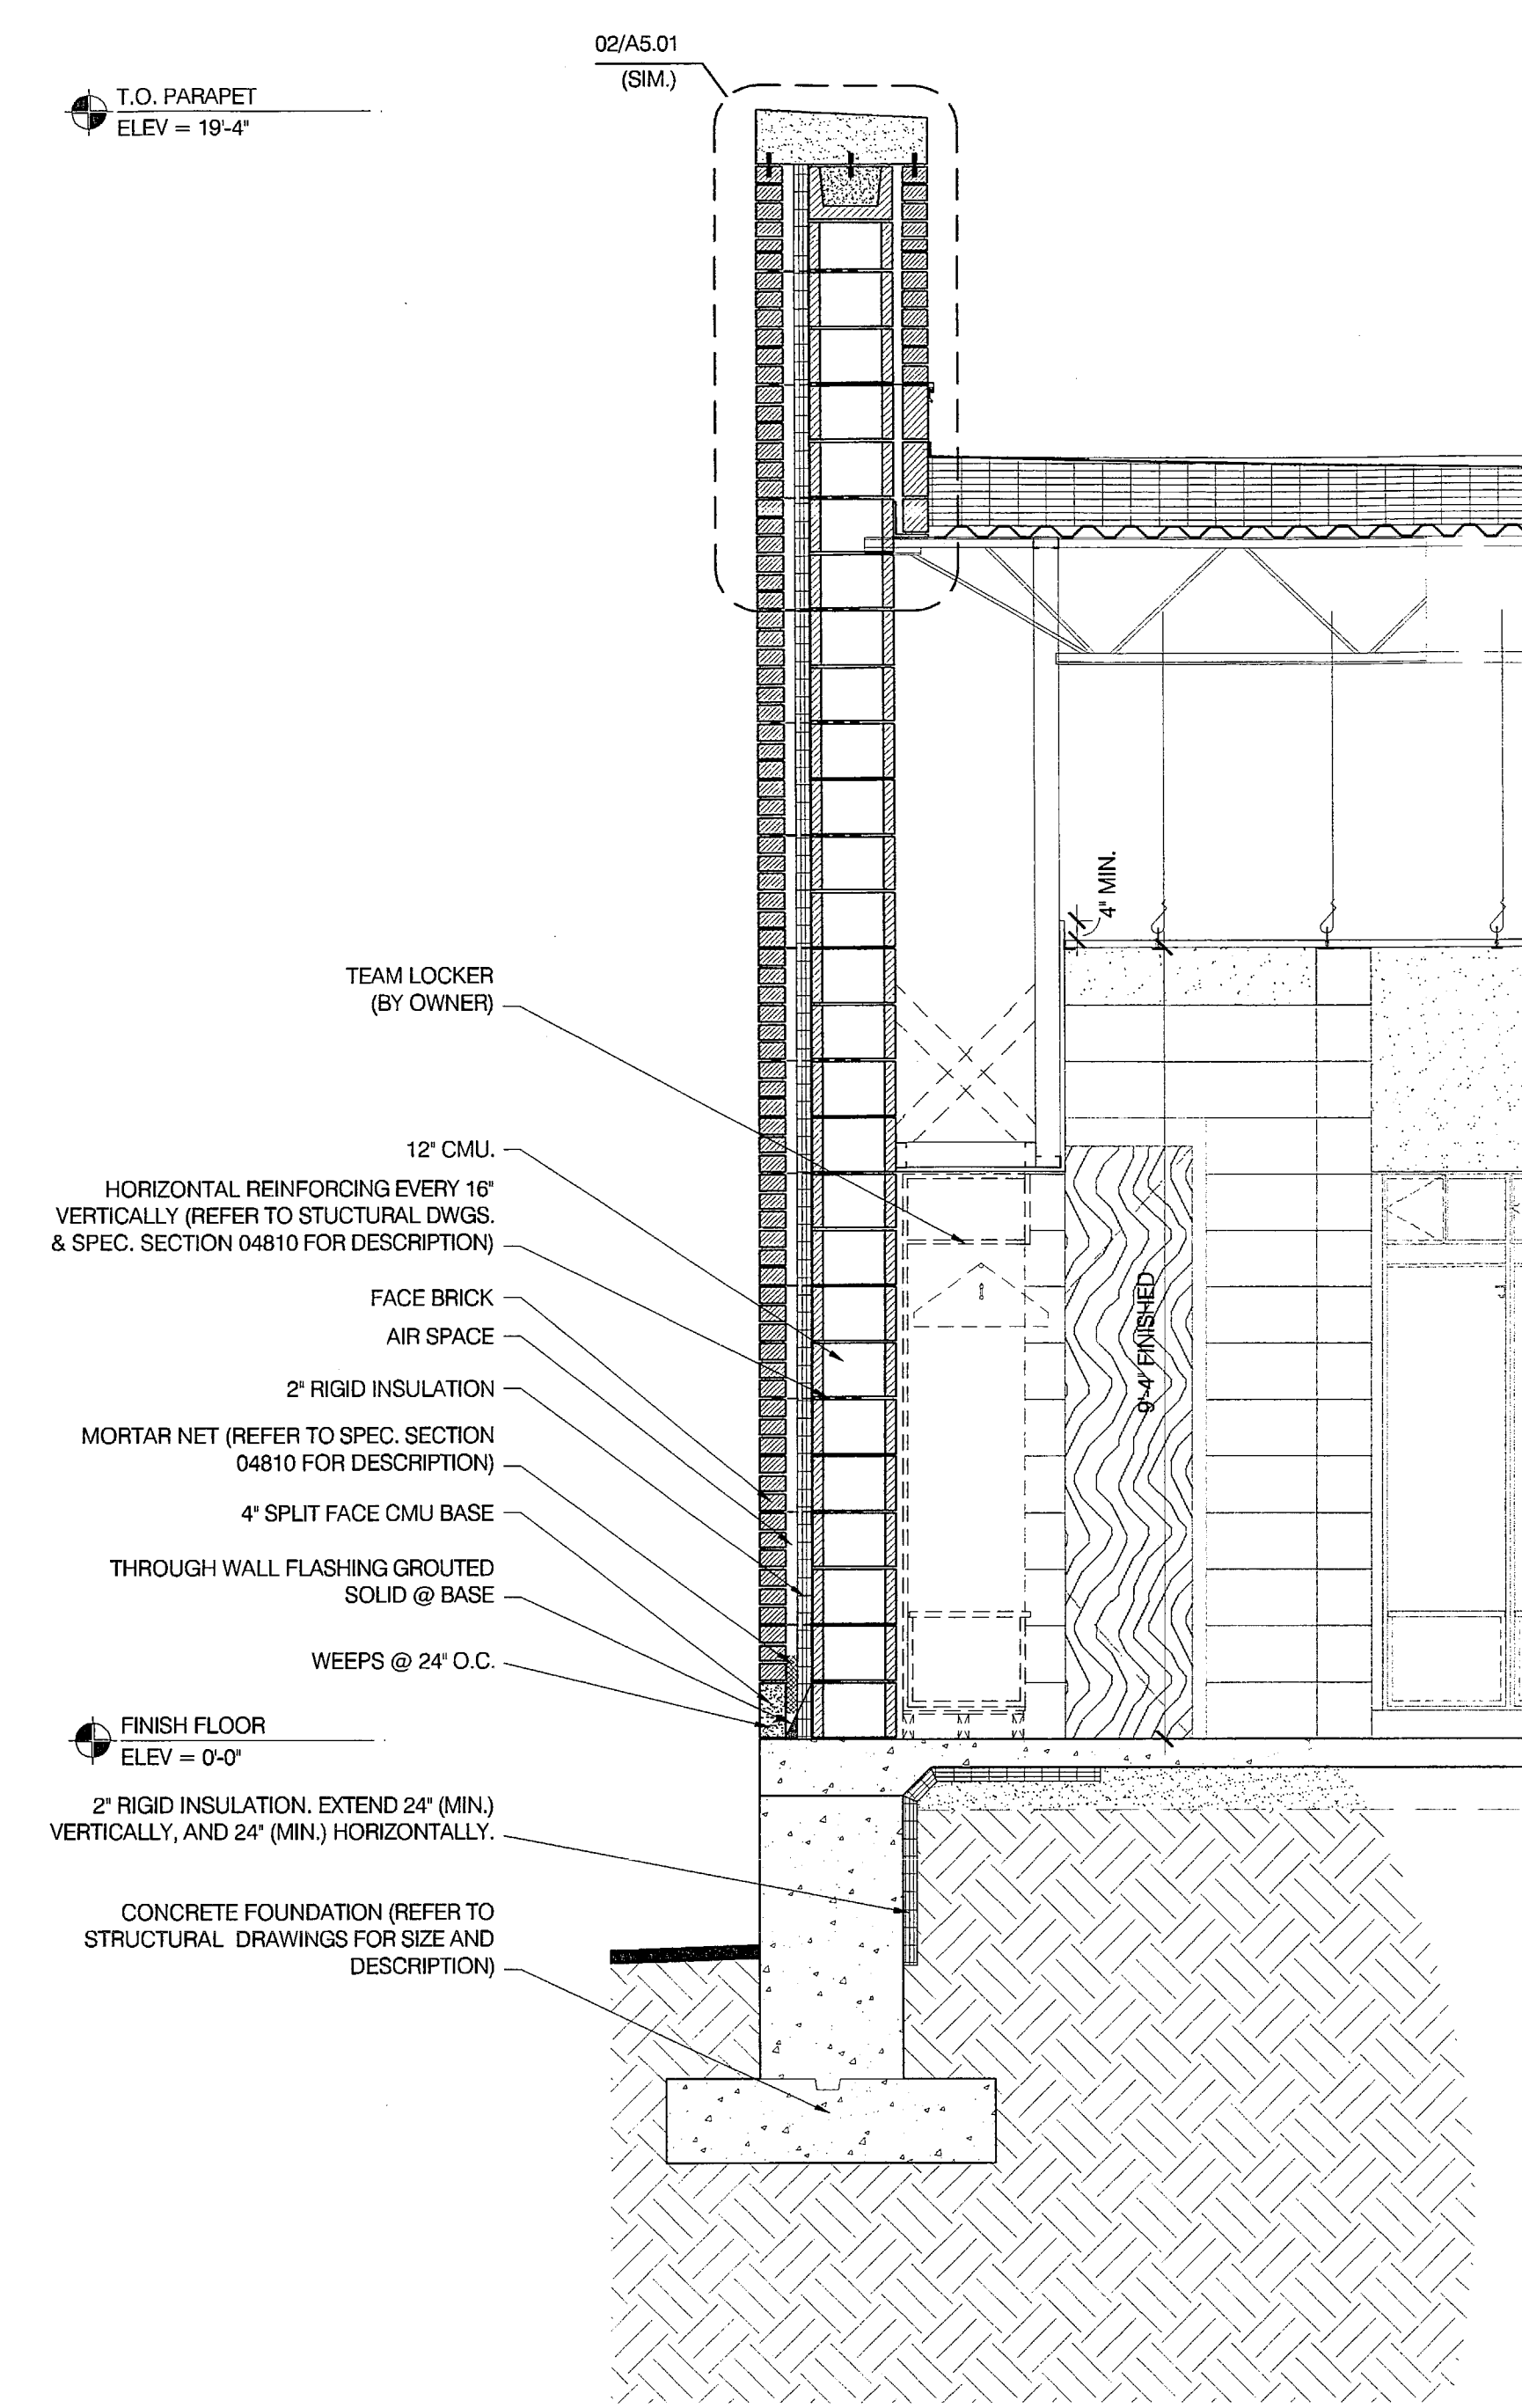 02/A5.01
(SIM.)
T.O. PARAPET
ELEV = 19'-4"
4" MIN.
TEAM LOCKER
(BY OWNER)
12" CMU.
HORIZONTAL REINFORCING EVERY 16"
VERTICALLY (REFER TO STUCTURAL DWGS.
& SPEC. SECTION 04810 FOR DESCRIPTION)
FACE BRICK
AIR SPACE
2" RIGID INSULATION
MORTAR NET (REFER TO SPEC. SECTION
04810 FOR DESCRIPTION)
4" SPLIT FACE CMU BASE
THROUGH WALL FLASHING GROUTED
SOLID @ BASE
WEEPS @ 24" O.C.
9'-4" FINISHED
FINISH FLOOR
ELEV = 0'-0"
2" RIGID INSULATION. EXTEND 24" (MIN.)
VERTICALLY, AND 24" (MIN.) HORIZONTALLY.
CONCRETE FOUNDATION (REFER TO
STRUCTURAL DRAWINGS FOR SIZE AND
DESCRIPTION)